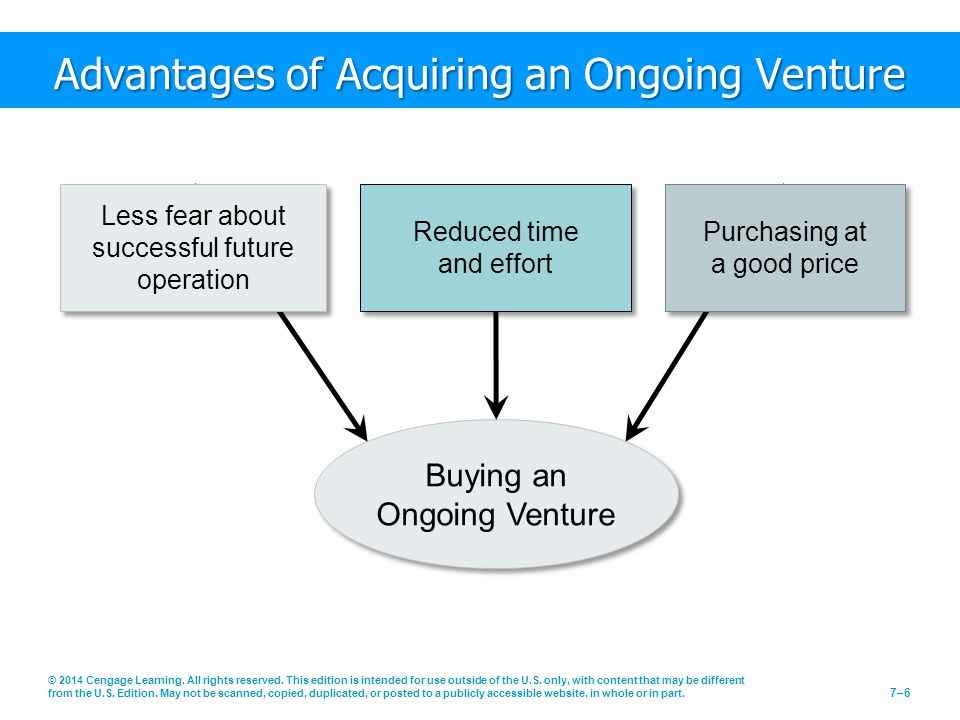 Advantages of Acquiring an Ongoing Venture
Less fear about
successful future
operation
Reduced time
and effort
Purchasing at
a good price
Buying an
Ongoing Venture
© 2014 Cengage Learning. All rights reserved. This edition is intended for use outside of the U.S. only, with content that may be different
from the U.S. Edition. May not be scanned, copied, duplicated, or posted to a publicly accessible website, in whole or in part.
7–6